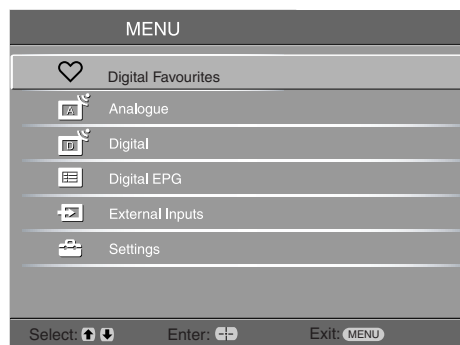 MENU
Digital Favourites
A Analogue
D Digital
Digital EPG
External Inputs
Settings
Select: Enter: Exit: MENU